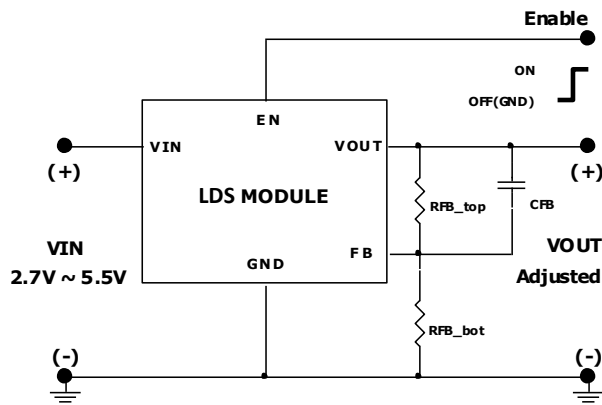 Enable
ON
OFF(GND)
EN
VIN
VOUT
(+)
(+)
LDS MODULE
RFB_top
CFB
FB
VIN
2.7V ~ 5.5V
GND
VOUT
Adjusted
RFB_bot
(-)
(-)